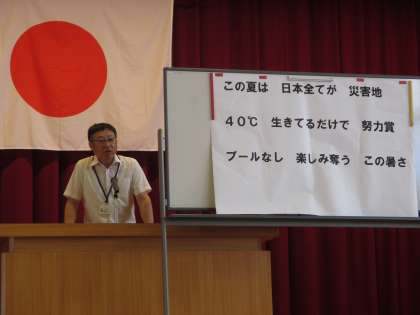 この夏は　日本全てが　災害地
40℃　生きてるだけで　努力賞
プールなし　楽しみ奪う　この暑さ